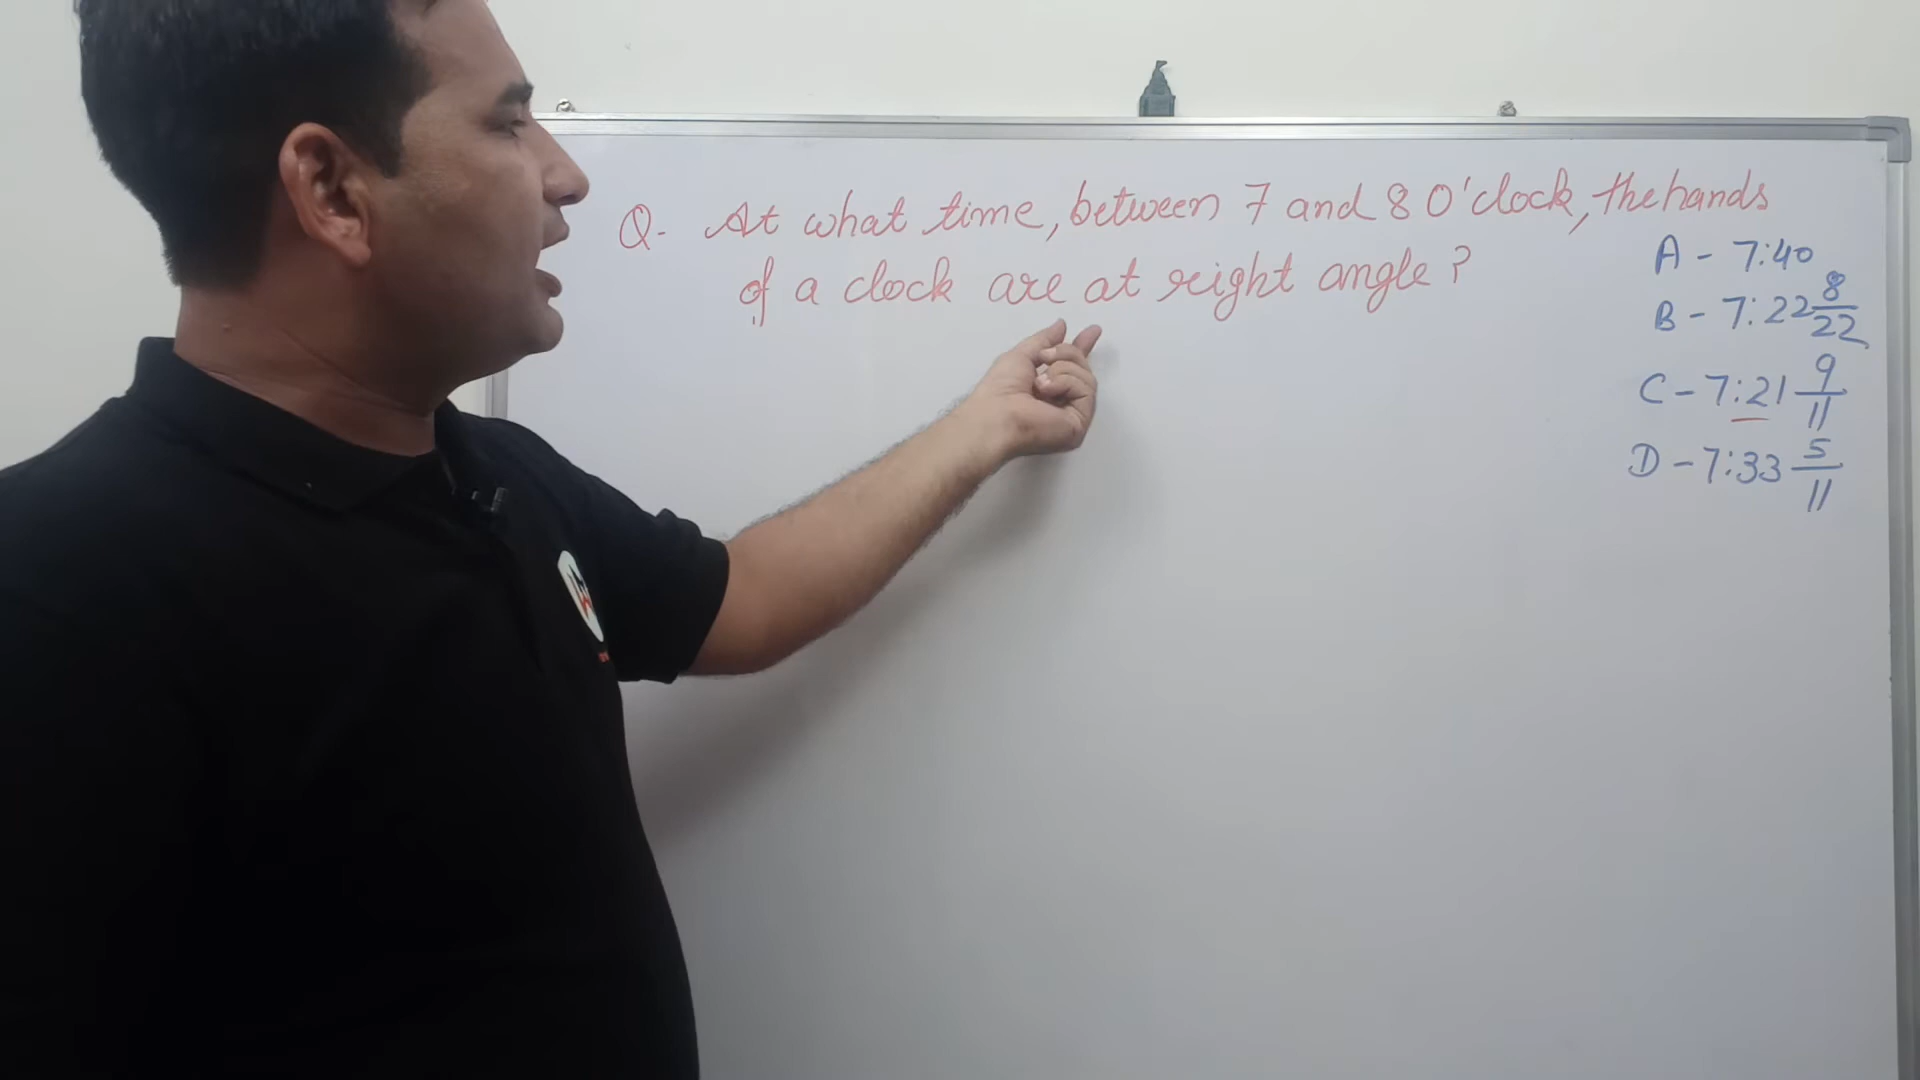 Q- At what time, between 7 and 8 O'clock, the hands
of a clock are at right angle?
A - 7:40
B - 7:22 8/22
C - 7:21 9/11
D - 7:33 5/11